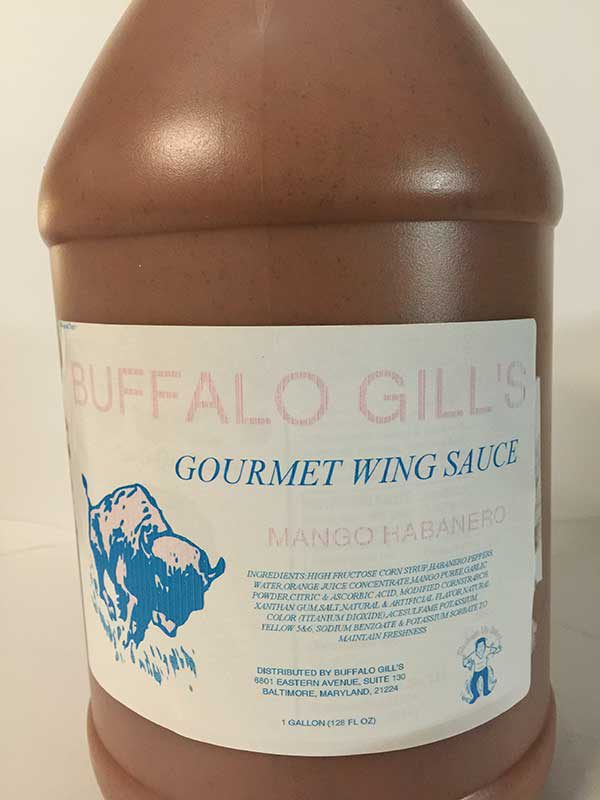 BUFFALO GILL'S
GOURMET WING SAUCE
MANGO HABANERO
INGREDIENTS: HIGH FRUCTOSE CORN SYRUP, HABANERO PEPPERS,
WATER, ORANGE JUICE CONCENTRATE, MANGO PUREE, GARLIC
POWDER, CITRIC & ASCORBIC ACID, MODIFIED CORNSTARCH,
XANTHAN GUM, SALT, NATURAL & ARTIFICIAL FLAVOR, NATURAL
COLOR (TITANIUM DIOXIDE), ACESULFAME POTASSIUM,
YELLOW 5&6, SODIUM BENZOATE & POTASSIUM SORBATE TO
MAINTAIN FRESHNESS
DISTRIBUTED BY BUFFALO GILL'S
6801 EASTERN AVENUE, SUITE 130
BALTIMORE, MARYLAND, 21224
1 GALLON (128 FL OZ)